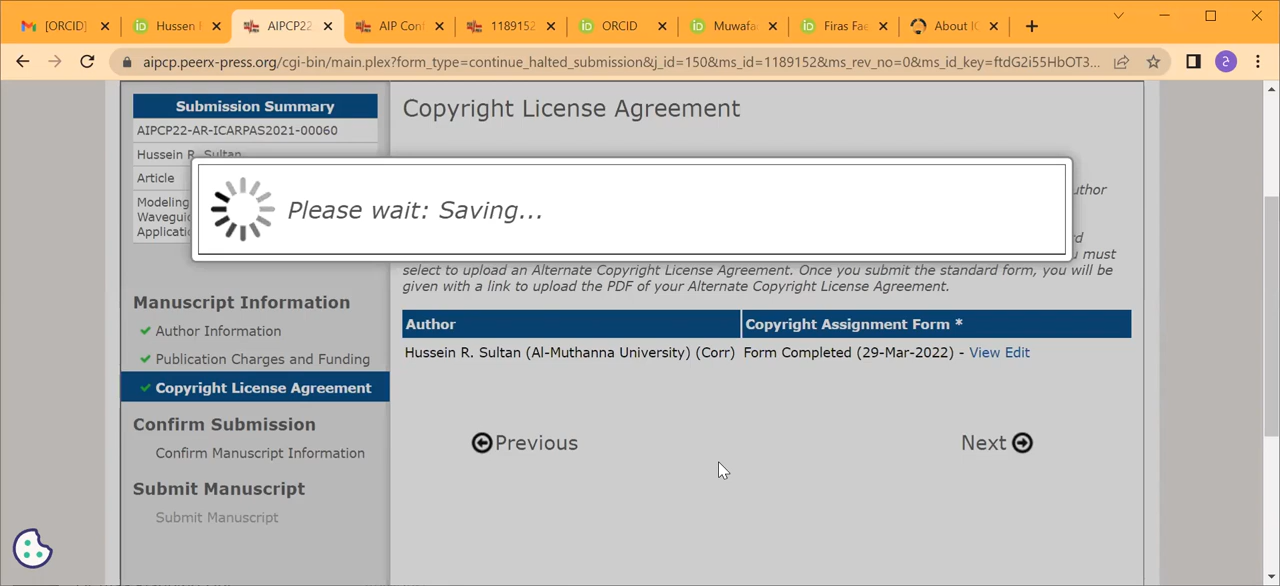 [ORCID]
Hussen
AIPCP22
AIP Con
1189152
ORCID
Muwafa
Firas Fae
About
aipcp.peerx-press.org/cgi-bin/main.plex?form_type=continue_halted_submission&j_id=150&ms_id=1189152&ms_rev_no=0&ms_id_key=ftdG2i55HbOT3...
Submission Summary
Copyright License Agreement
AIPCP22-AR-ICARPAS2021-00060
Hussein R. Sultan
Article
uthor
Modeling
Waveguid
Applicati
Please wait: Saving...
u must
select to upload an Alternate Copyright License Agreement. Once you submit the standard form, you will be
given with a link to upload the PDF of your Alternate Copyright License Agreement.
Manuscript Information
Author Information
Publication Charges and Funding
Copyright License Agreement
Author
Copyright Assignment Form *
Hussein R. Sultan (Al-Muthanna University) (Corr)
Form Completed (29-Mar-2022) - View Edit
Confirm Submission
Confirm Manuscript Information
Previous
Next
Submit Manuscript
Submit Manuscript